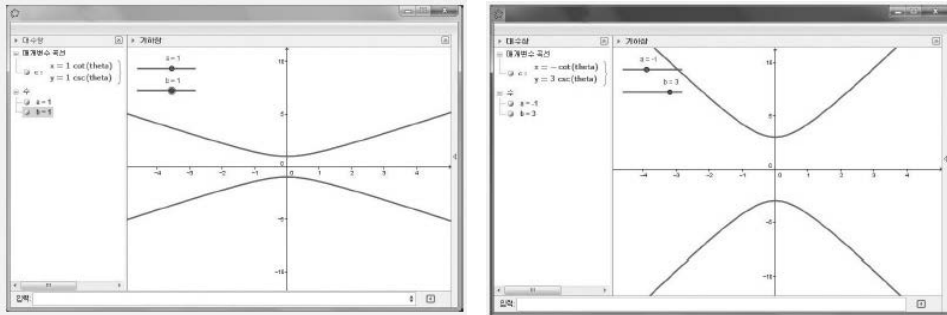 대수창
기하창
매개변수 곡선
c :
x = 1 cot(theta)
y = 1 csc(theta)
수
a = 1
b = 1
a = 1
b = 1
10
5
0
-5
-10
-4 -3 -2 -1 0 1 2 3 4
입력:
대수창
기하창
매개변수 곡선
c :
x = - cot(theta)
y = 3 csc(theta)
수
a = -1
b = 3
a = -1
b = 3
5
0
-5
-10
-4 -3 -2 -1 0 1 2 3 4
입력: